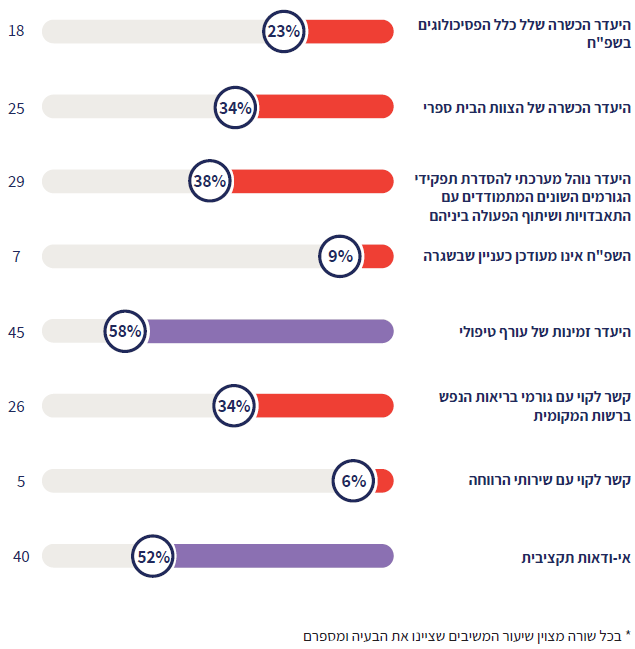 היעדר הכשרה שלל כלל הפסיכולוגים
בשפ"ח
23%
18
היעדר הכשרה של הצוות הבית ספרי
34%
25
היעדר נוהל מערכתי להסדרת תפקידי
הגורמים השונים המתמודדים עם
התאבדויות ושיתוף הפעולה ביניהם
38%
29
השפ"ח אינו מעודכן כעניין שבשגרה
9%
7
היעדר זמינות של עורף טיפולי
58%
45
קשר לקוי עם גורמי בריאות הנפש
ברשות המקומית
34%
26
קשר לקוי עם שירותי הרווחה
6%
5
אי-ודאות תקציבית
52%
40
* בכל שורה מצוין שיעור המשיבים שציינו את הבעיה ומספרם